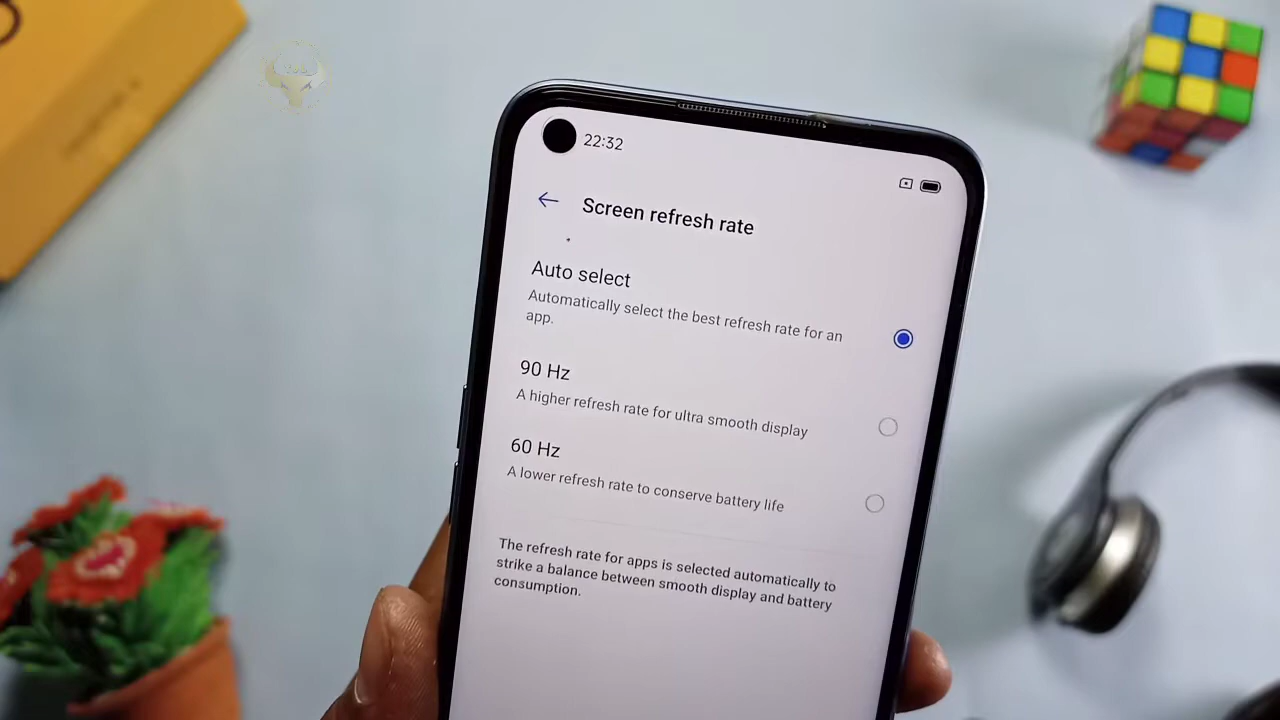 22:32
Screen refresh rate
Auto select
Automatically select the best refresh rate for an
app.
90 Hz
A higher refresh rate for ultra smooth display
60 Hz
A lower refresh rate to conserve battery life
The refresh rate for apps is selected automatically to
strike a balance between smooth display and battery
consumption.